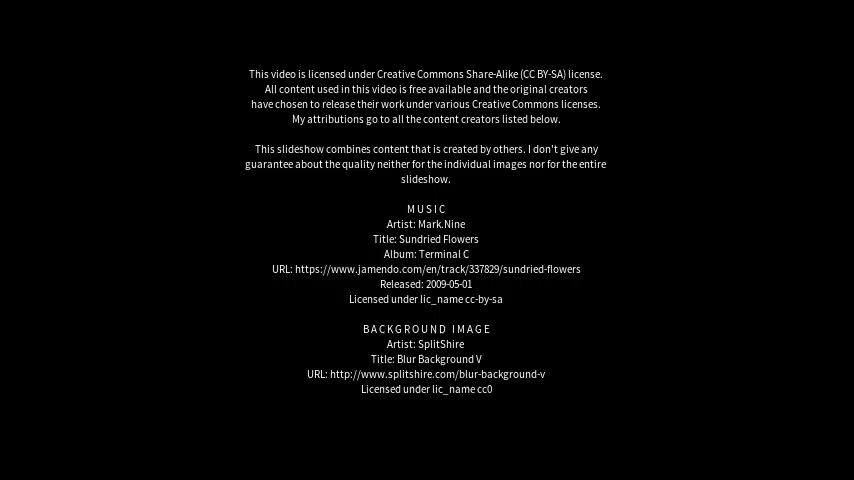 This video is licensed under Creative Commons Share-Alike (CC BY-SA) license.
All content used in this video is free available and the original creators
have chosen to release their work under various Creative Commons licenses.
My attributions go to all the content creators listed below.
This slideshow combines content that is created by others. I don't give any
guarantee about the quality neither for the individual images nor for the entire
slideshow.
MUSIC
Artist: Mark.Nine
Title: Sundried Flowers
Album: Terminal C
URL: https://www.jamendo.com/en/track/337829/sundried-flowers
Released: 2009-05-01
Licensed under lic_name cc-by-sa
BACKGROUND IMAGE
Artist: SplitShire
Title: Blur Background V
URL: http://www.splitshire.com/blur-background-v
Licensed under lic_name cc0